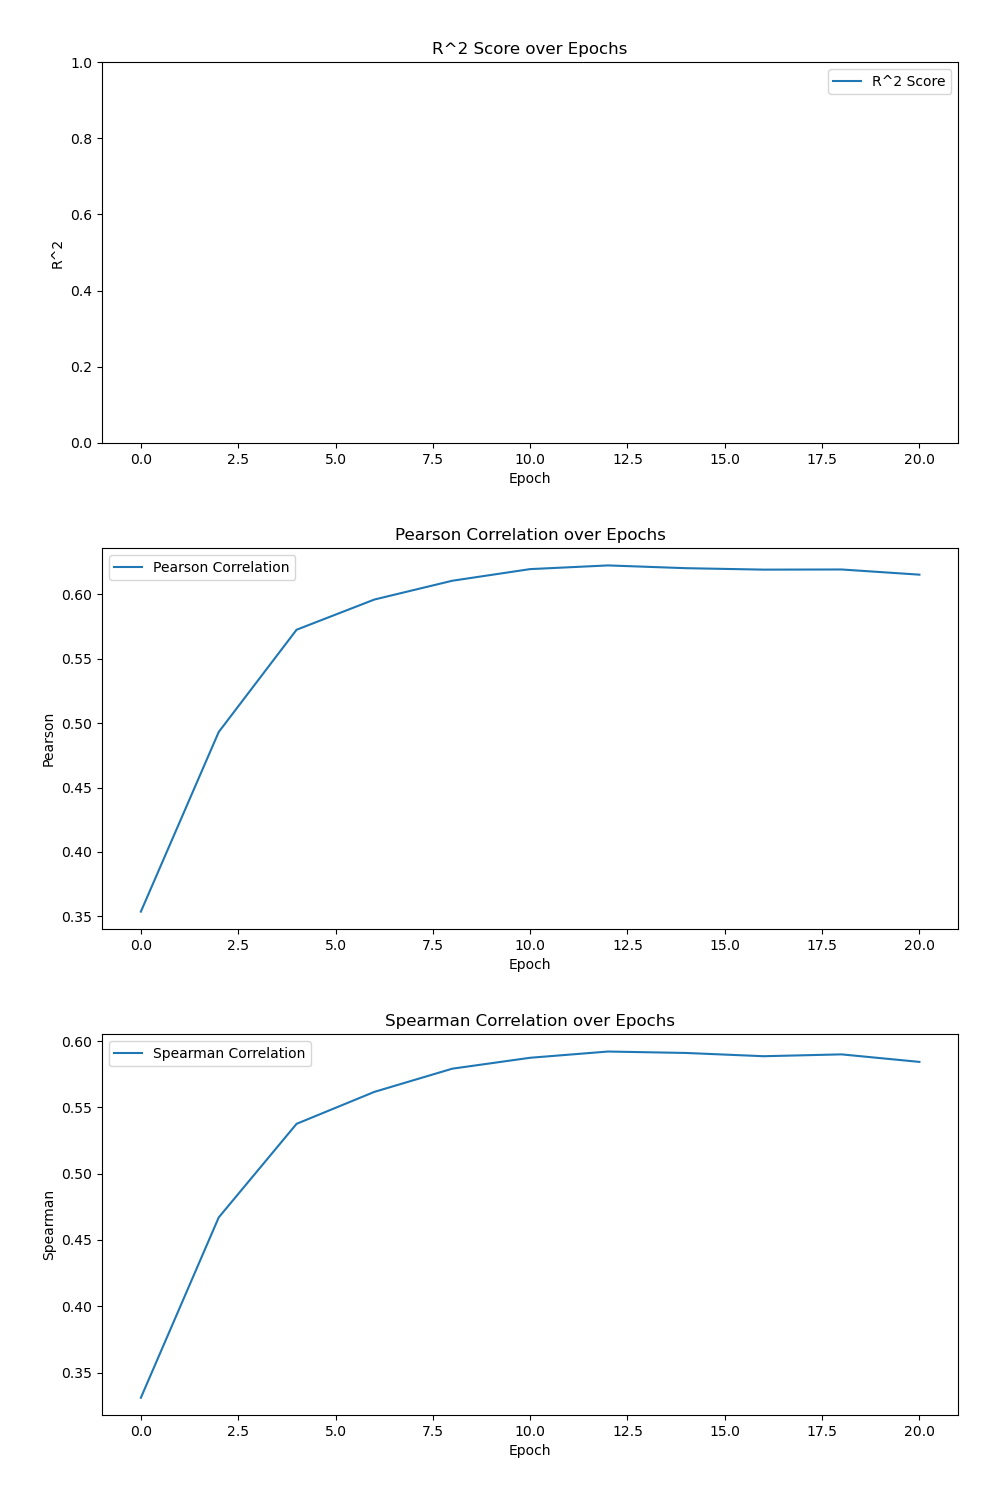 R^2 Score over Epochs
R^2 Score
1.0
0.8
0.6
0.4
0.2
0.0
R^2
0.0 2.5 5.0 7.5 10.0 12.5 15.0 17.5 20.0
Epoch
Pearson Correlation over Epochs
Pearson Correlation
0.60
0.55
0.50
0.45
0.40
0.35
Pearson
0.0 2.5 5.0 7.5 10.0 12.5 15.0 17.5 20.0
Epoch
Spearman Correlation over Epochs
Spearman Correlation
0.60
0.55
0.50
0.45
0.40
0.35
Spearman
0.0 2.5 5.0 7.5 10.0 12.5 15.0 17.5 20.0
Epoch